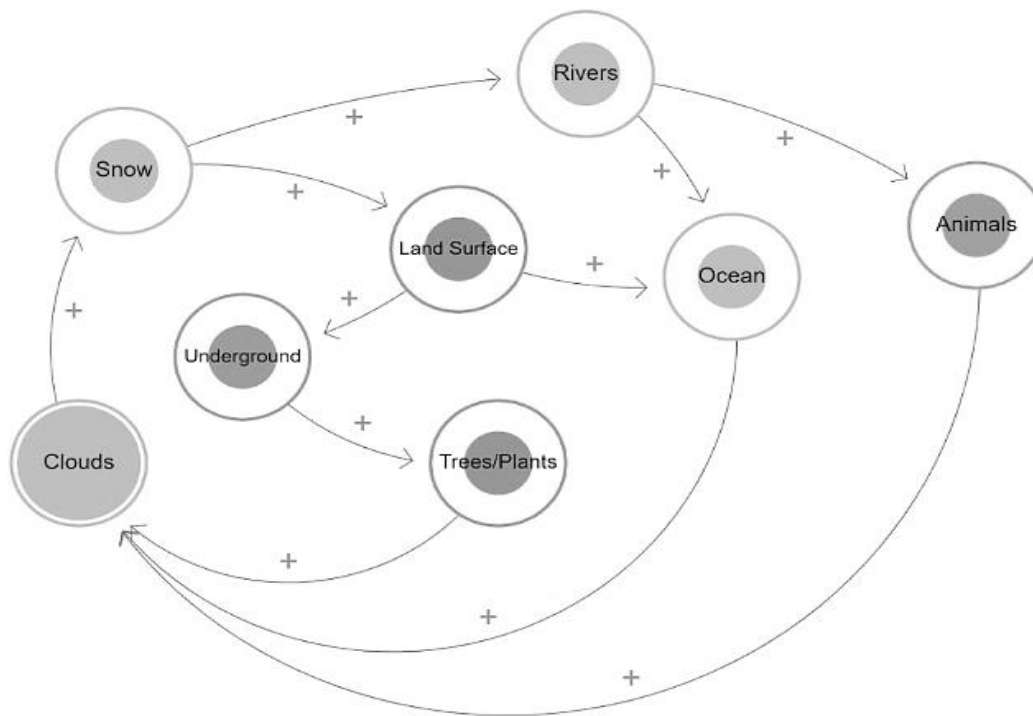 Rivers
+
Snow
+
+
+
Animals
Land Surface
+
Ocean
+
+
Underground
+
Clouds
Trees/Plants
+
+
+